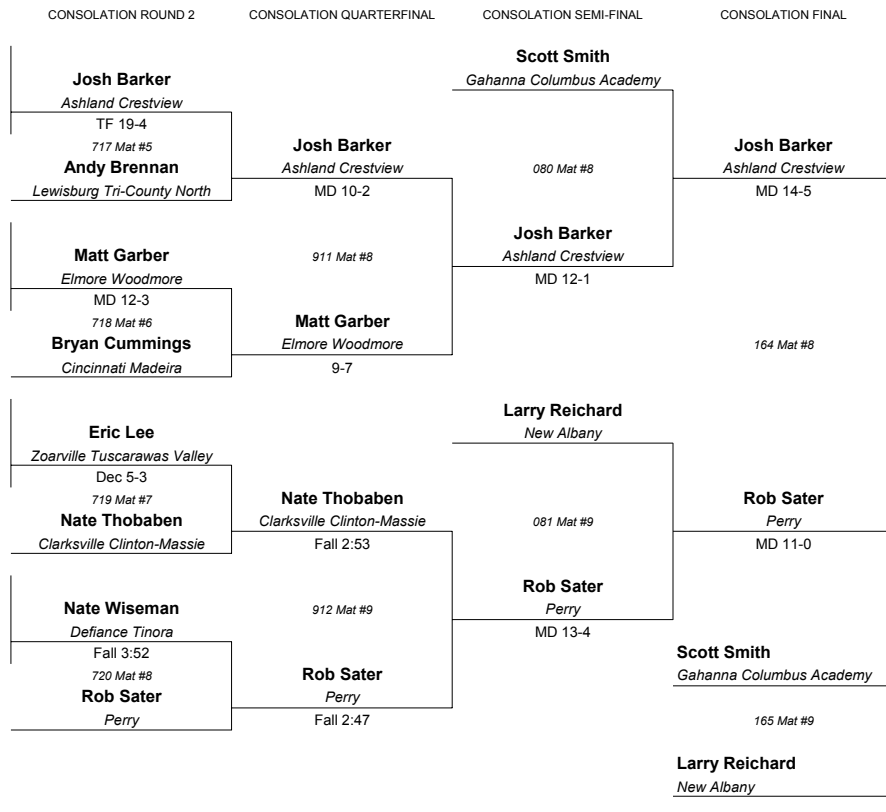 CONSOLATION ROUND 2
CONSOLATION QUARTERFINAL
CONSOLATION SEMI-FINAL
CONSOLATION FINAL
Josh Barker
Ashland Crestview
TF 19-4
717 Mat #5
Andy Brennan
Lewisburg Tri-County North
Matt Garber
Elmore Woodmore
MD 12-3
718 Mat #6
Bryan Cummings
Cincinnati Madeira
Eric Lee
Zoarville Tuscarawas Valley
Dec 5-3
719 Mat #7
Nate Thobaben
Clarksville Clinton-Massie
Nate Wiseman
Defiance Tinora
Fall 3:52
720 Mat #8
Rob Sater
Perry
Josh Barker
Ashland Crestview
MD 10-2
911 Mat #8
Matt Garber
Elmore Woodmore
9-7
Nate Thobaben
Clarksville Clinton-Massie
Fall 2:53
912 Mat #9
Rob Sater
Perry
Fall 2:47
Scott Smith
Gahanna Columbus Academy
080 Mat #8
Josh Barker
Ashland Crestview
MD 12-1
Larry Reichard
New Albany
081 Mat #9
Rob Sater
Perry
MD 13-4
Josh Barker
Ashland Crestview
MD 14-5
164 Mat #8
Rob Sater
Perry
MD 11-0
Scott Smith
Gahanna Columbus Academy
165 Mat #9
Larry Reichard
New Albany